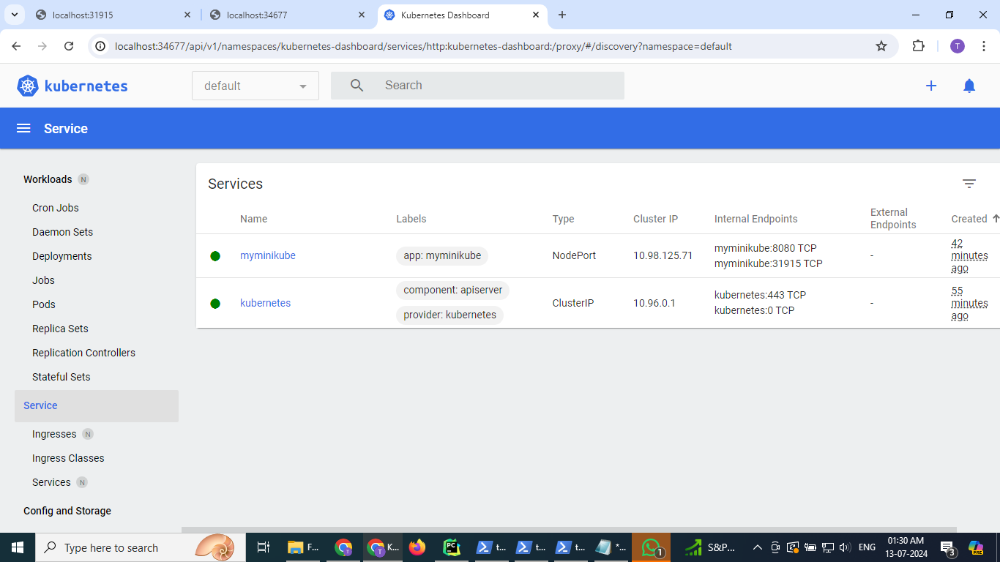 localhost:31915
localhost:34677
Kubernetes Dashboard
localhost:34677/api/v1/namespaces/kubernetes-dashboard/services/http:kubernetes-dashboard:/proxy/#/discovery?namespace=default
T
kubernetes
default
Search
Service
Workloads N
Cron Jobs
Daemon Sets
Deployments
Jobs
Pods
Replica Sets
Replication Controllers
Stateful Sets
Service
Ingresses N
Ingress Classes
Services N
Config and Storage
Services
Name Labels Type Cluster IP Internal Endpoints External Endpoints Created
myminikube app: myminikube NodePort 10.98.125.71 myminikube:8080 TCP
myminikube:31915 TCP
- 42 minutes ago
kubernetes component: apiserver
provider: kubernetes
ClusterIP 10.96.0.1 kubernetes:443 TCP
kubernetes:0 TCP
- 55 minutes ago
Type here to search
F...
T
T
K...
PC
t...
t...
t...
*...
1
S&P...
ENG
01:30 AM
13-07-2024
3
PRE